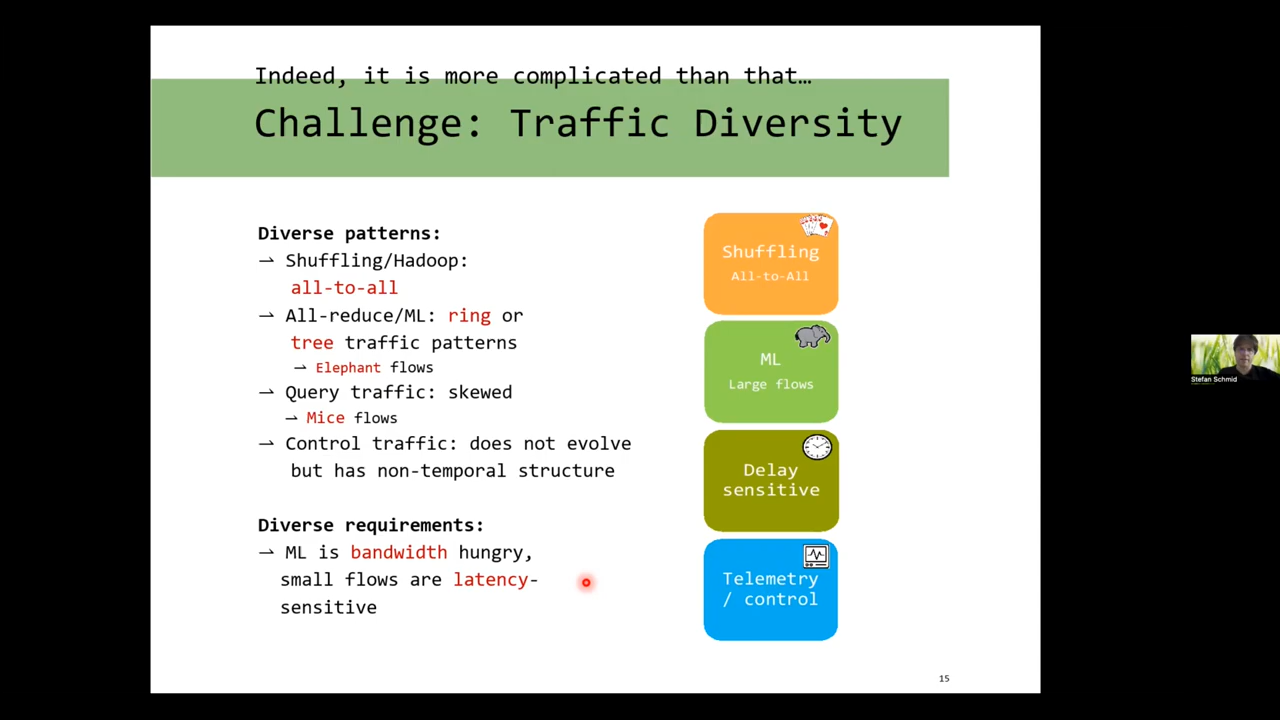 Indeed, it is more complicated than that…
Challenge: Traffic Diversity
Diverse patterns:
⇀ Shuffling/Hadoop:
all-to-all
⇀ All-reduce/ML: ring or
tree traffic patterns
⇀ Elephant flows
⇀ Query traffic: skewed
⇀ Mice flows
⇀ Control traffic: does not evolve
but has non-temporal structure
Diverse requirements:
⇀ ML is bandwidth hungry,
small flows are latency-
sensitive
Shuffling
All-to-All
ML
Large flows
Delay
sensitive
Telemetry
/ control
15
Stefan Schmid